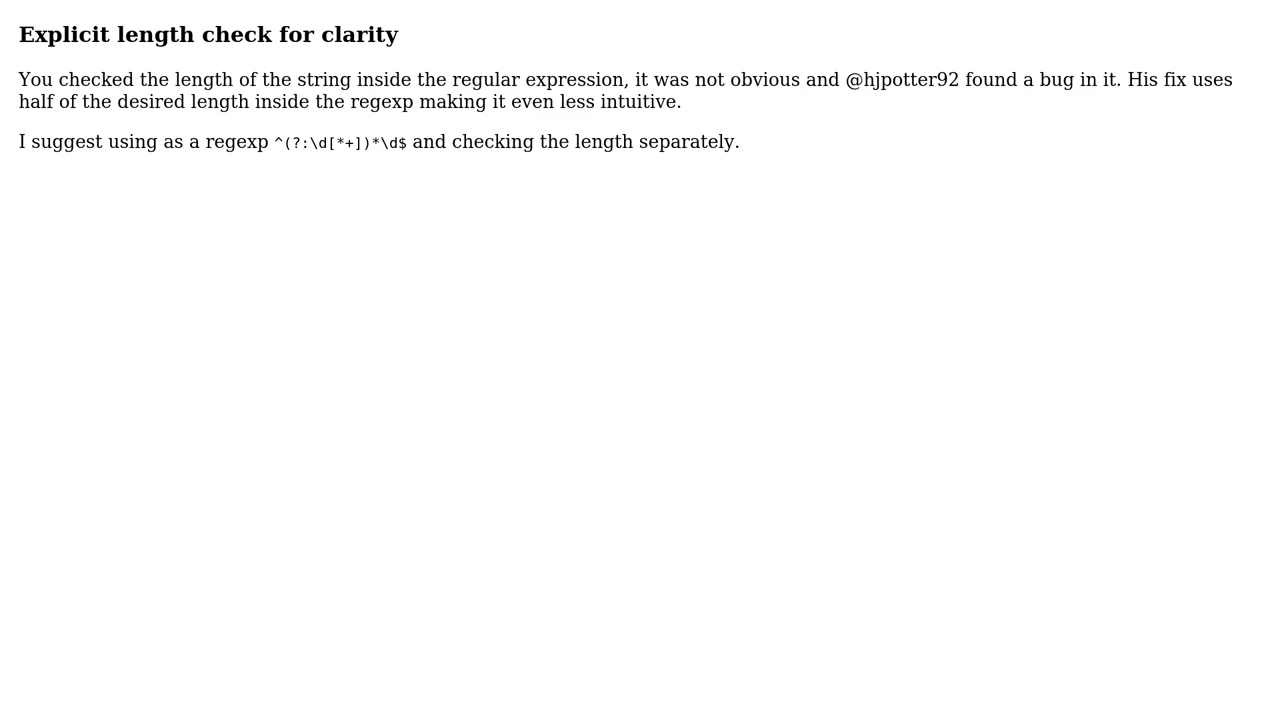 Explicit length check for clarity
You checked the length of the string inside the regular expression, it was not obvious and @hjpotter92 found a bug in it. His fix uses
half of the desired length inside the regexp making it even less intuitive.
I suggest using as a regexp ^(?:\d[*+])*\d$ and checking the length separately.